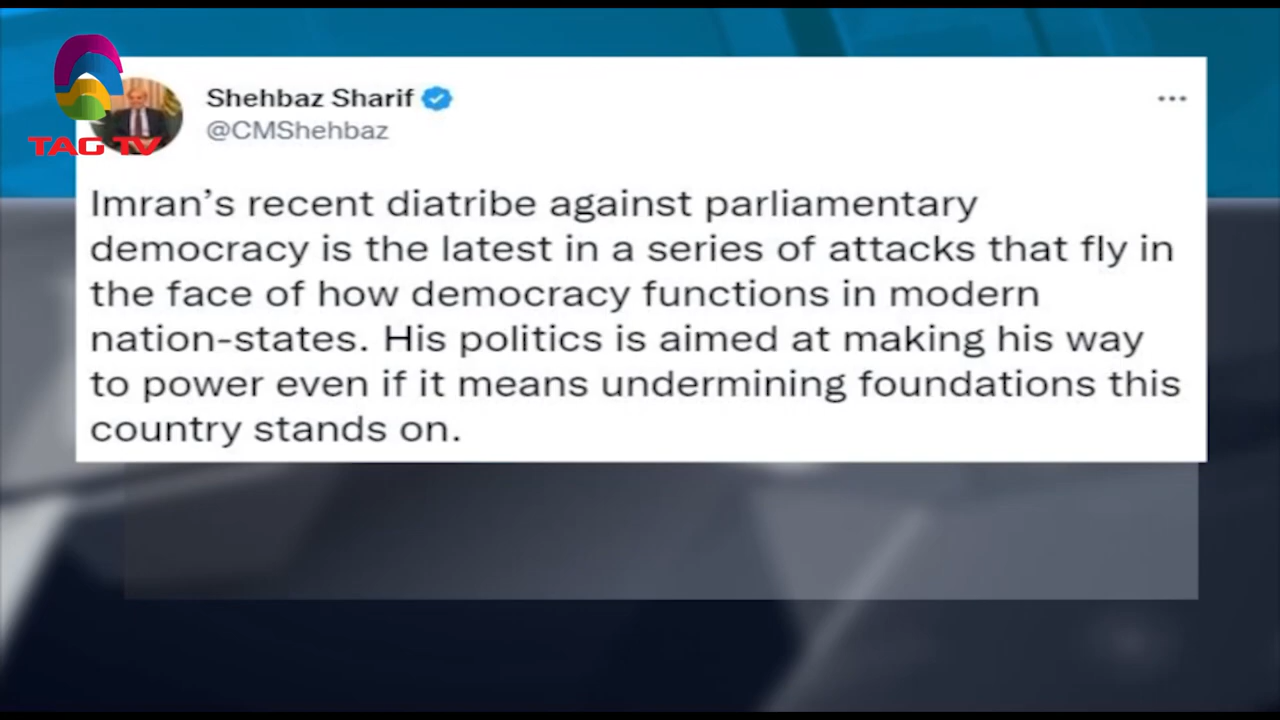 TAG TV
Shehbaz Sharif
@CMShehbaz
Imran’s recent diatribe against parliamentary
democracy is the latest in a series of attacks that fly in
the face of how democracy functions in modern
nation-states. His politics is aimed at making his way
to power even if it means undermining foundations this
country stands on.